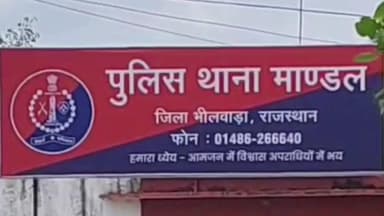 पुलिस थाना माण्डल
जिला भीलवाड़ा, राजस्थान
फोन : 01486-266640
हमारा ध्येय - आमजन में विश्वास अपराधियों में भय